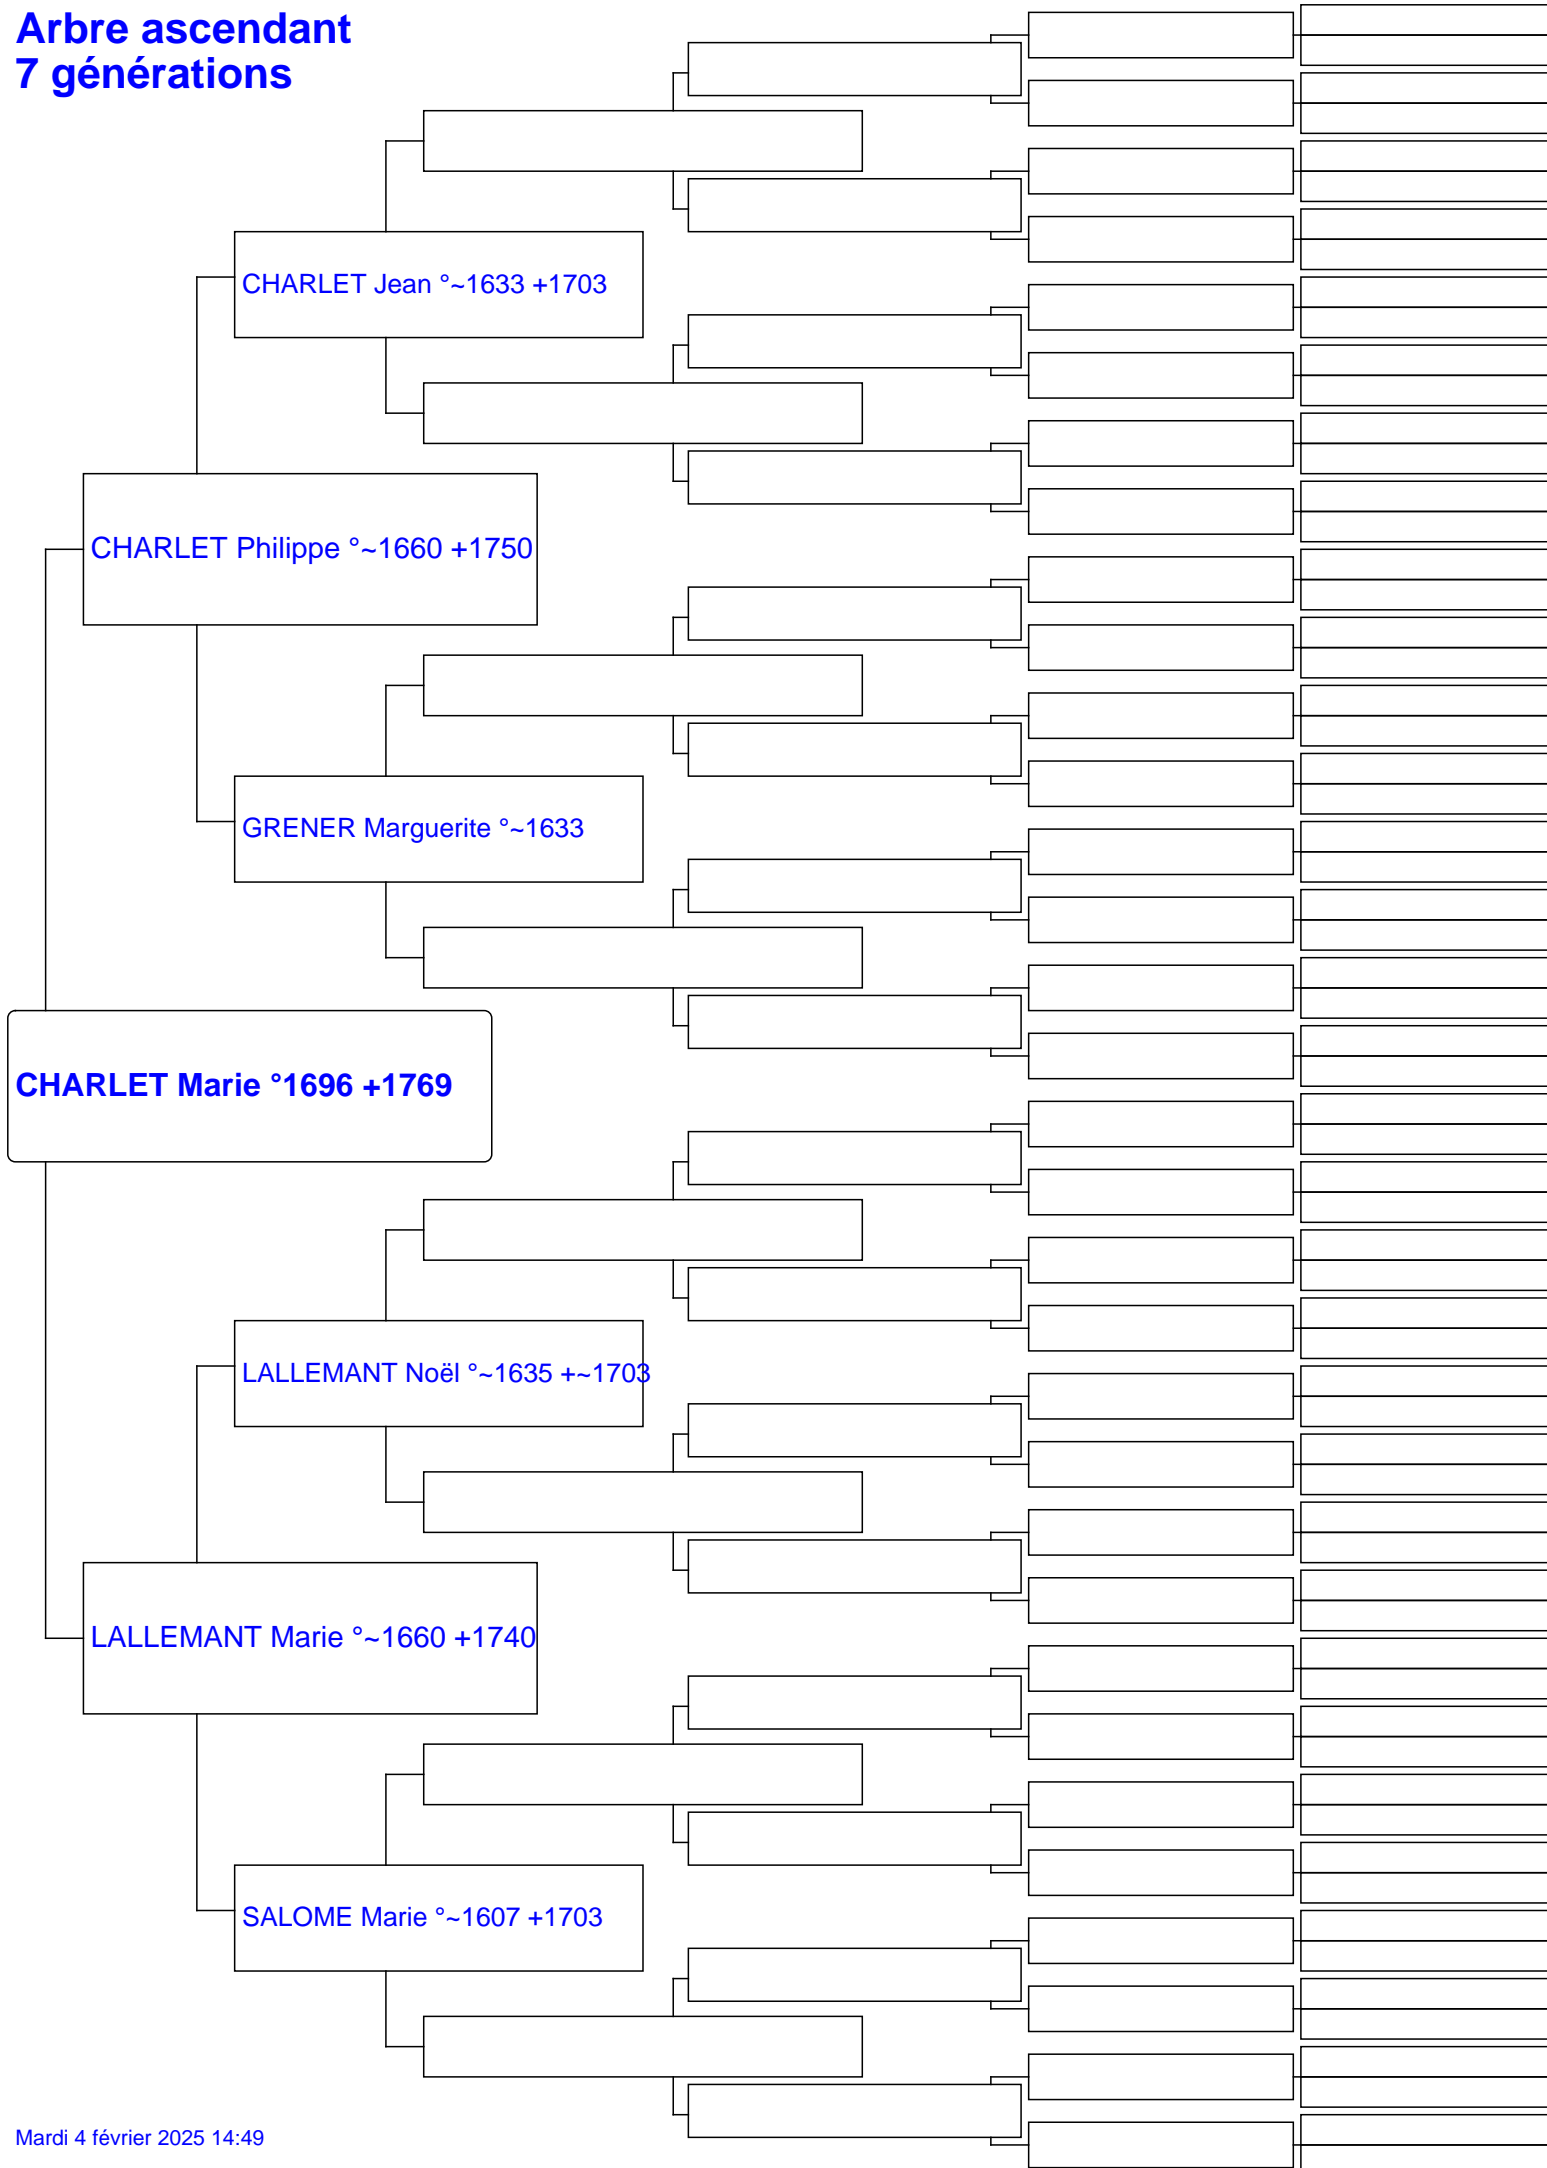 Arbre ascendant
7 générations
CHARLET Jean °~1633 +1703
CHARLET Philippe °~1660 +1750
GRENER Marguerite °~1633
CHARLET Marie °1696 +1769
LALLEMANT Noël °~1635 +~1703
LALLEMANT Marie °~1660 +1740
SALOME Marie °~1607 +1703
Mardi 4 février 2025 14:49